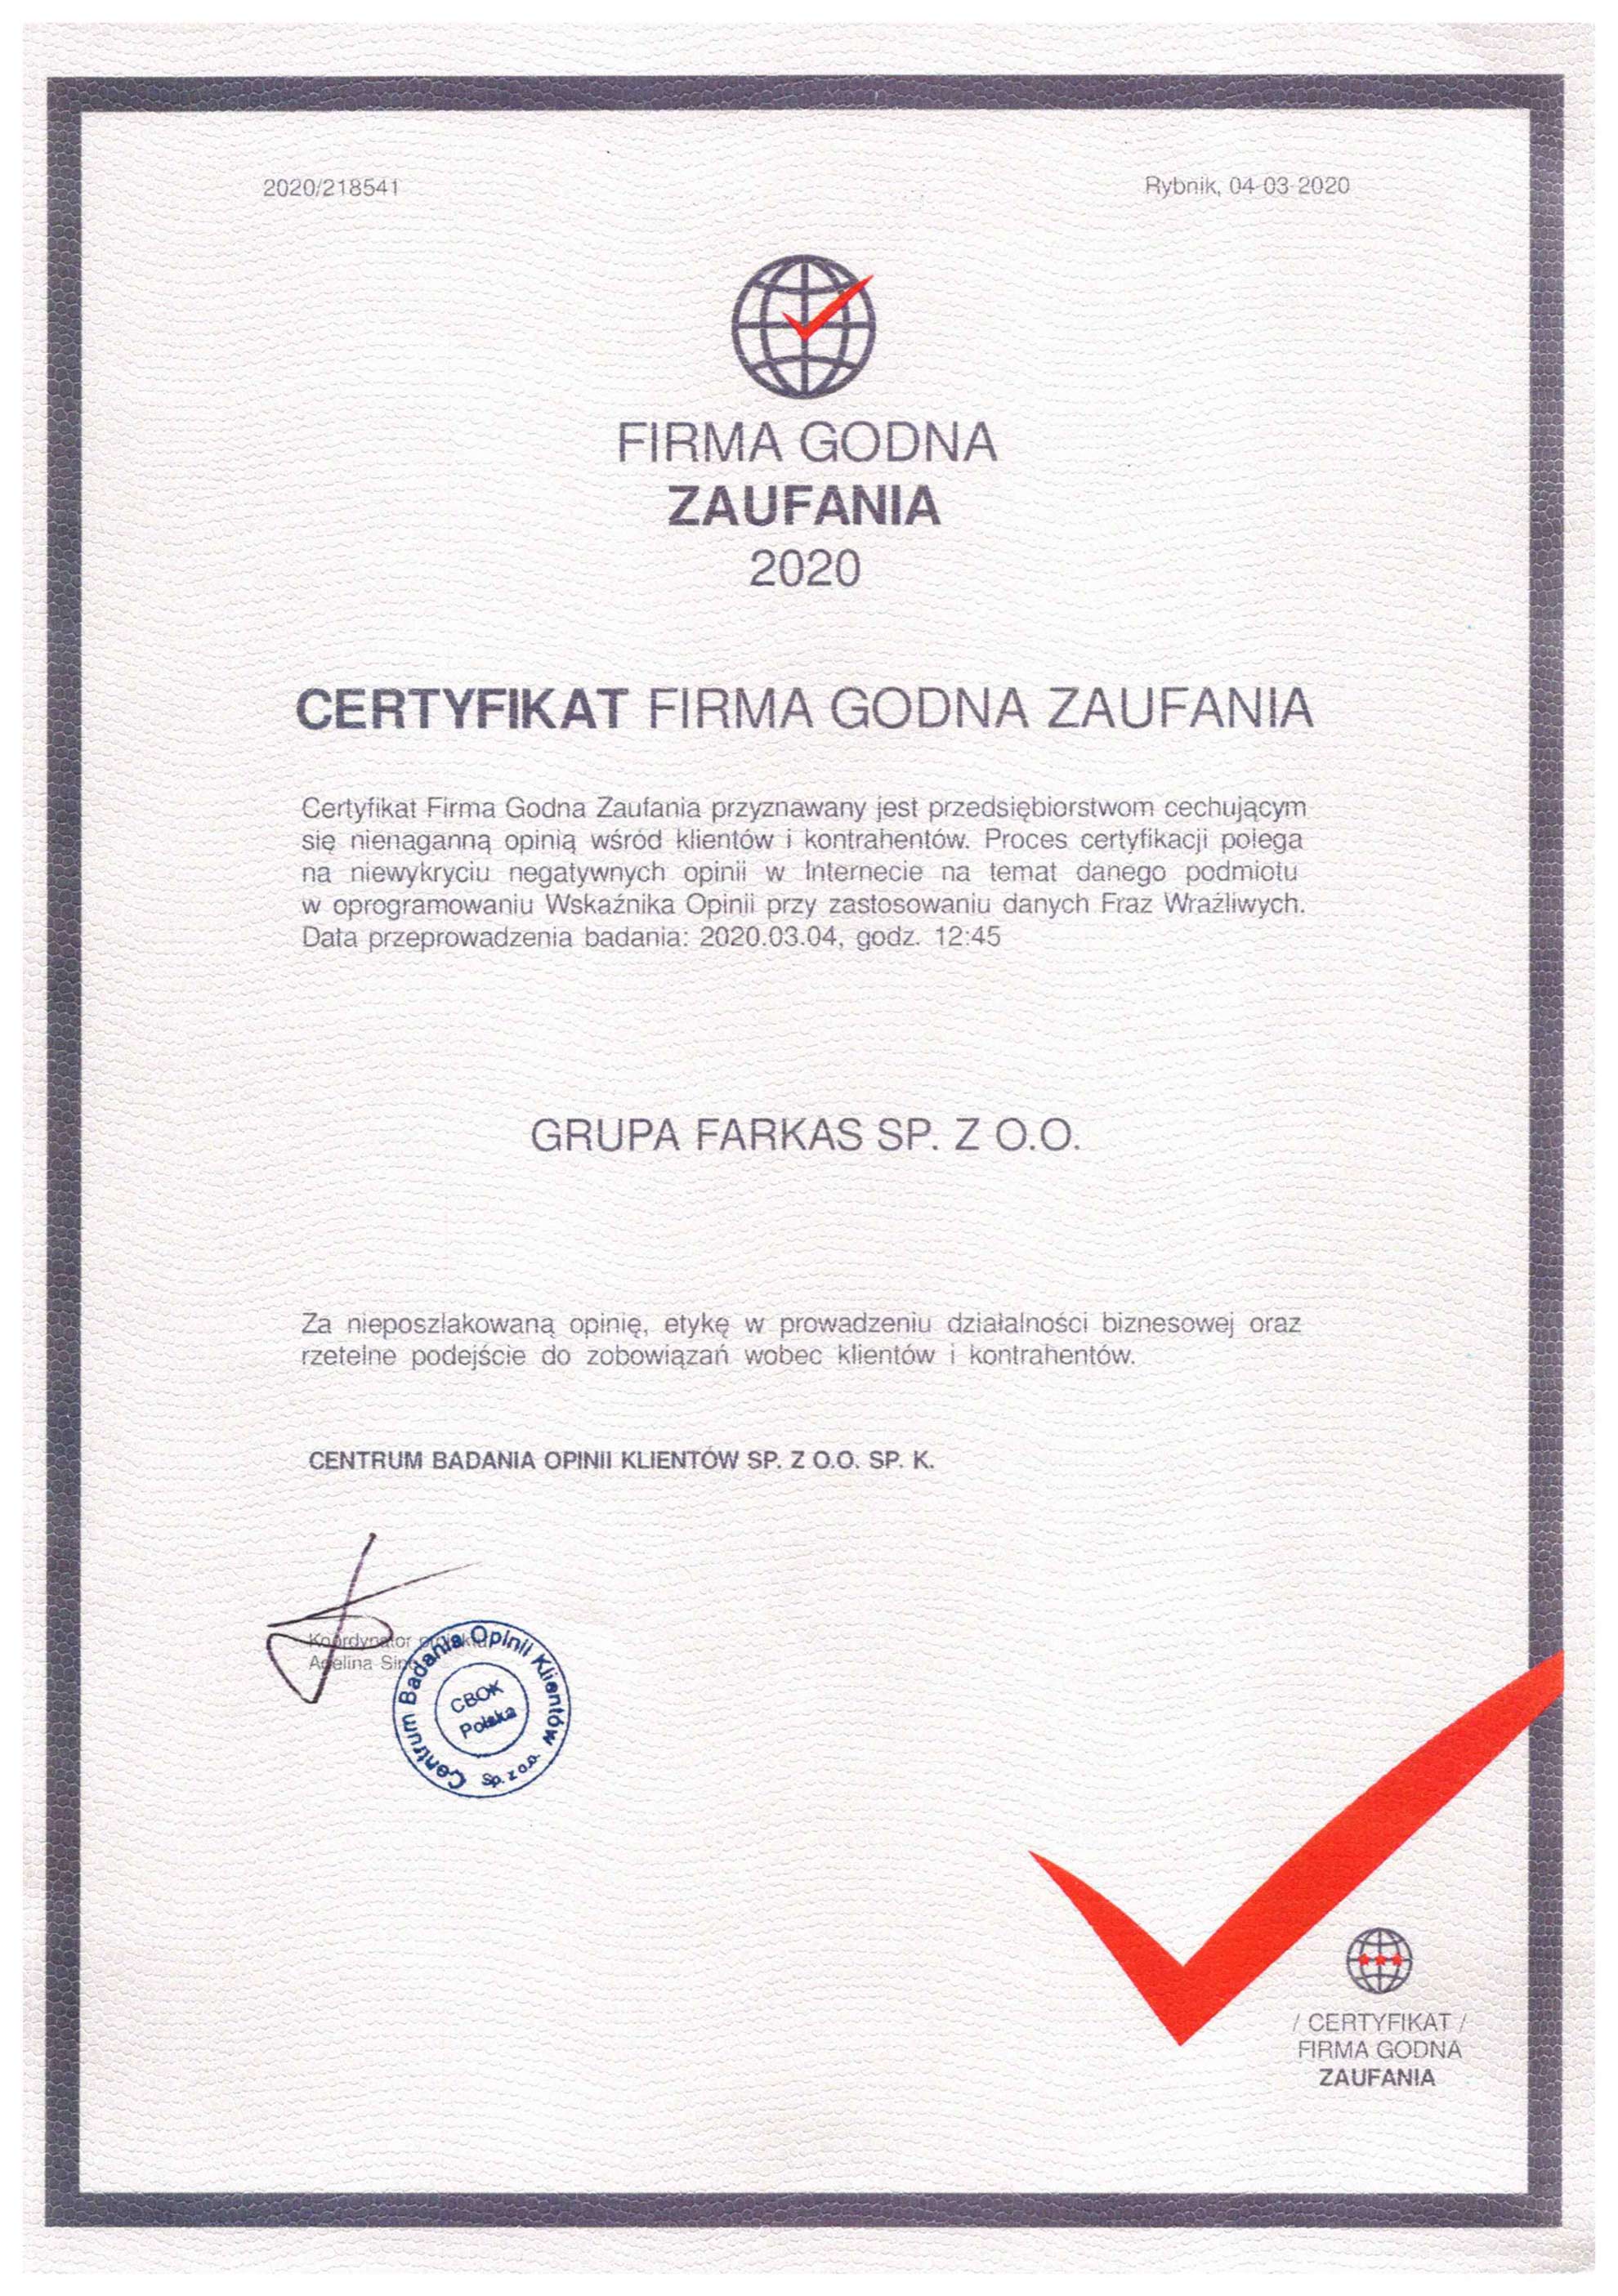 2020/218541
Rybnik, 04-03-2020
FIRMA GODNA
ZAUFANIA
2020
CERTYFIKAT FIRMA GODNA ZAUFANIA
Certyfikat Firma Godna Zaufania przyznawany jest przedsiębiorstwom cechującym
się nienaganną opinią wśród klientów i kontrahentów. Proces certyfikacji polega
na niewykryciu negatywnych opinii w Internecie na temat danego podmiotu
w oprogramowaniu Wskaźnika Opinii przy zastosowaniu danych Fraz Wrażliwych.
Data przeprowadzenia badania: 2020.03.04, godz. 12:45
GRUPA FARKAS SP. Z O.O.
Za nieposzlakowaną opinię, etykę w prowadzeniu działalności biznesowej oraz
rzetelne podejście do zobowiązań wobec klientów i kontrahentów.
CENTRUM BADANIA OPINII KLIENTÓW SP. Z O.O. SP. K.
Koordynator projektu
Adelina
Centrum Badania Opinii Klientów
Sp. z o.o.
CBOK
Polska
/ CERTYFIKAT /
FIRMA GODNA
ZAUFANIA